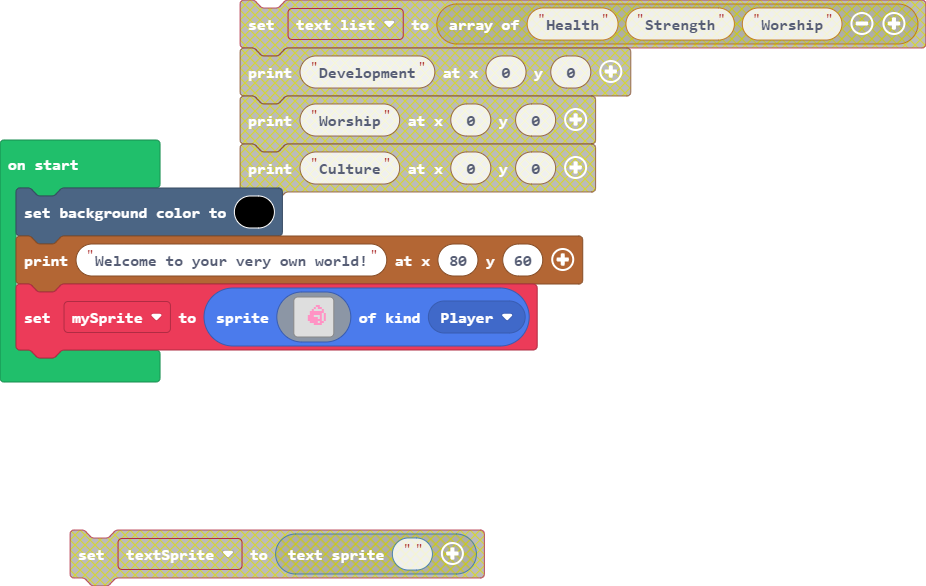 set text list to array of "Health" "Strength" "Worship"
print "Development" at x 0 y 0
print "Worship" at x 0 y 0
print "Culture" at x 0 y 0
on start
set background color to
print "Welcome to your very own world!" at x 80 y 60
set mySprite to sprite of kind Player
set textSprite to text sprite " "